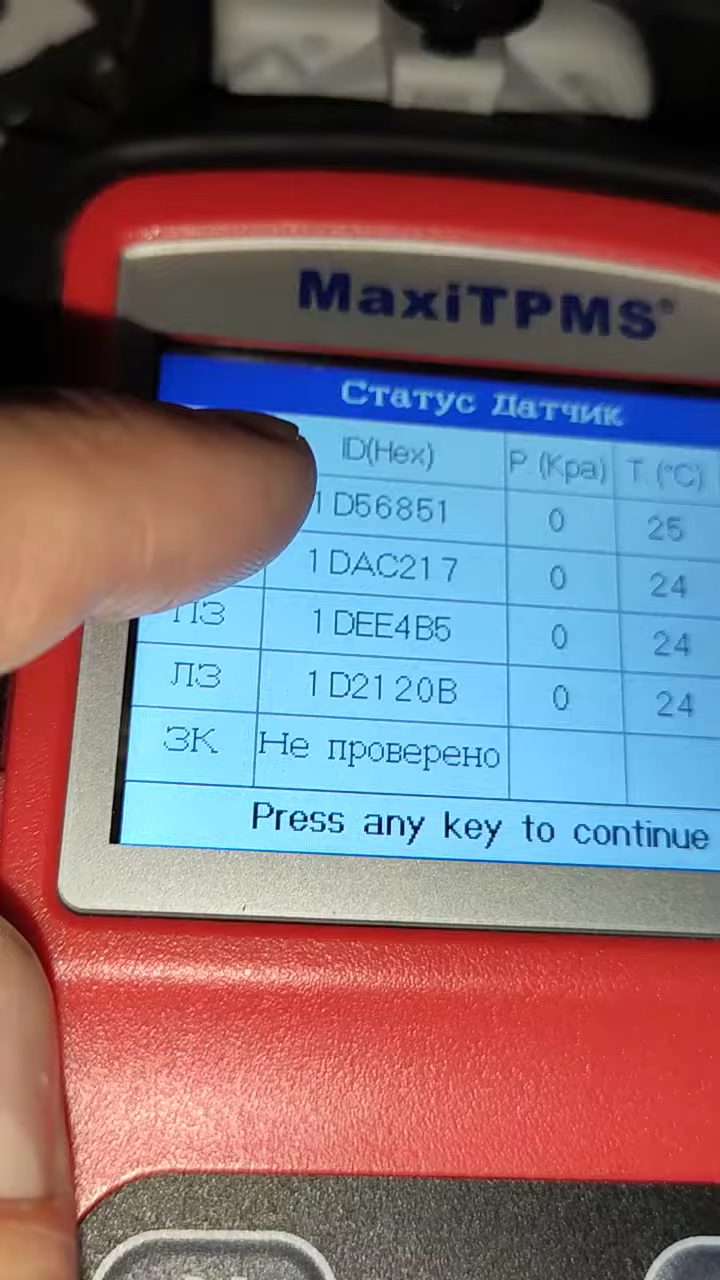 MaxiTPMS®
Статус Датчик
ID(Hex) P (Kpa) T (°C)
1D56851 0 25
1DAC217 0 24
ПЗ 1DEE4B5 0 24
ЛЗ 1D2120B 0 24
ЗК Не проверено
Press any key to continue